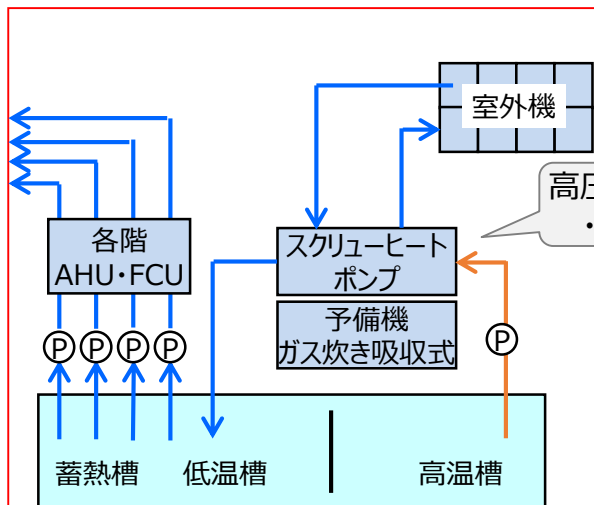 室外機
高圧
・
各階
AHU・FCU
スクリューヒート
ポンプ
予備機
ガス炊き吸収式
P
P
P
P
P
蓄熱槽
低温槽
高温槽